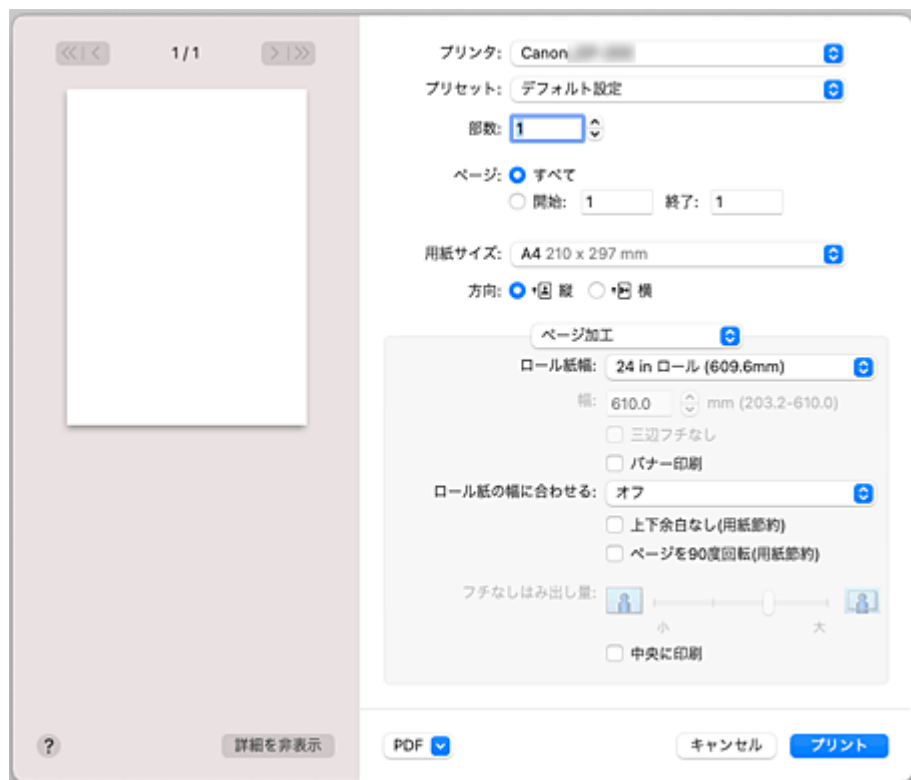 1/1
プリンタ: Canon
プリセット: デフォルト設定
部数: 1
ページ: すべて
開始: 1 終了: 1
用紙サイズ: A4 210 x 297 mm
方向: 縦 横
ページ加工
ロール紙幅: 24 in ロール (609.6mm)
幅: 610.0 mm (203.2-610.0)
三辺フチなし
バナー印刷
ロール紙の幅に合わせる: オフ
上下余白なし(用紙節約)
ページを90度回転(用紙節約)
フチなしはみ出し量:
小 大
中央に印刷
? 詳細を非表示 PDF キャンセル プリント